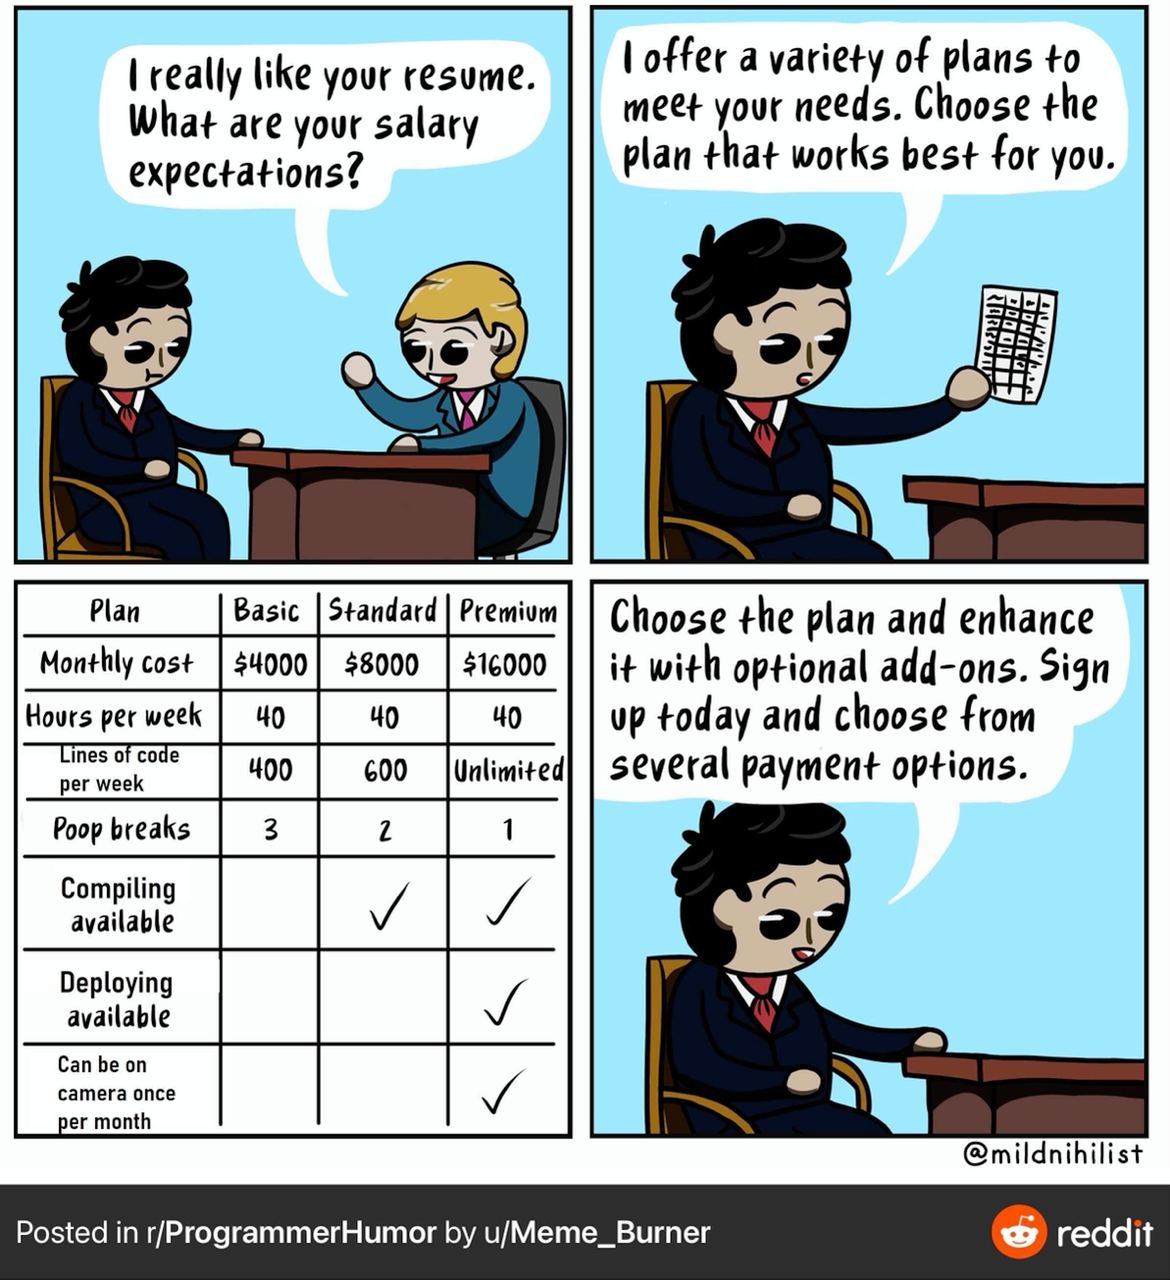 I really like your resume.
What are your salary
expectations?
I offer a variety of plans to
meet your needs. Choose the
plan that works best for you.
Plan Basic Standard Premium
Monthly cost $4000 $8000 $16000
Hours per week 40 40 40
Lines of code
per week 400 600 Unlimited
Poop breaks 3 2 1
Compiling
available ✓ ✓
Deploying
available ✓
Can be on
camera once
per month ✓
Choose the plan and enhance
it with optional add-ons. Sign
up today and choose from
several payment options.
@mildnihilist
Posted in r/ProgrammerHumor by u/Meme_Burner
reddit